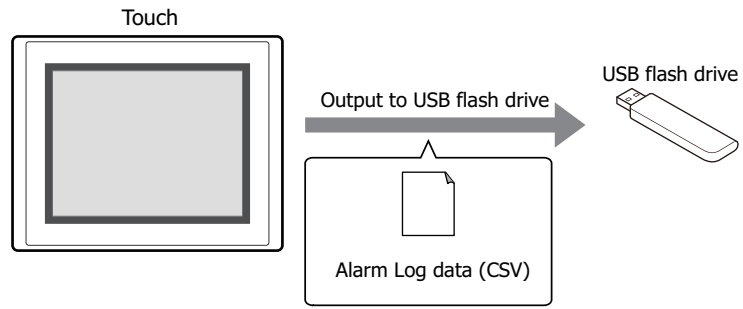 Touch
USB flash drive
Output to USB flash drive
Alarm Log data (CSV)